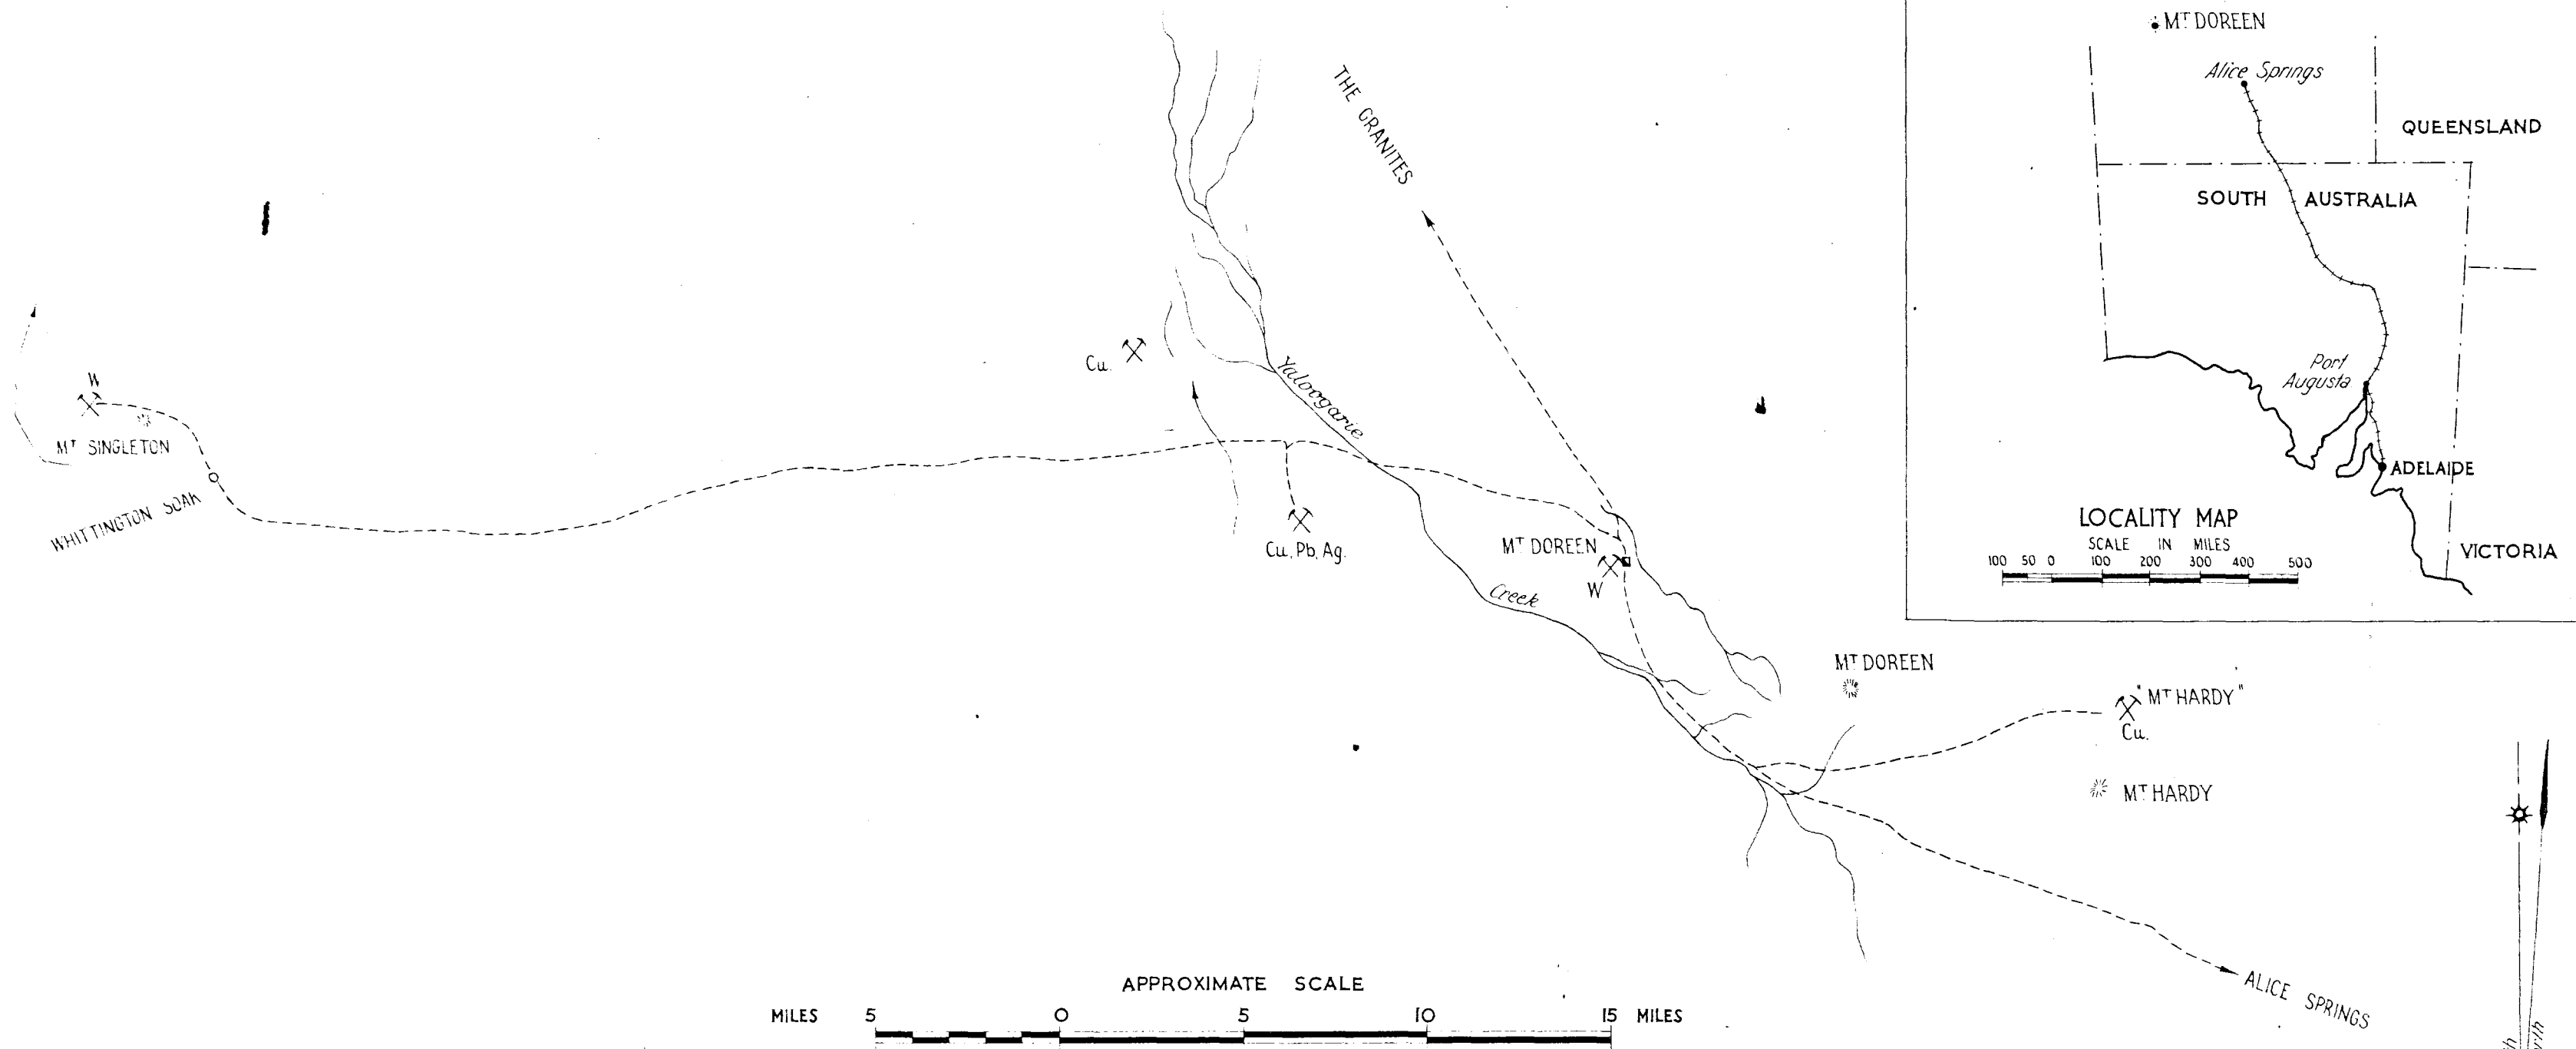 MT DOREEN
Alice Springs
QUEENSLAND
SOUTH AUSTRALIA
Port
Augusta
ADELAIDE
LOCALITY MAP
SCALE IN MILES
100 50 0 100 200 300 400 500
VICTORIA
THE GRANITES
Cu.
Yaloogarie
W
MT SINGLETON
WHITTINGTON SOAK
Cu, Pb, Ag.
MT DOREEN
W
Creek
MT DOREEN
"MT HARDY"
Cu.
MT HARDY
ALICE SPRINGS
APPROXIMATE SCALE
MILES 5 0 5 10 15 MILES